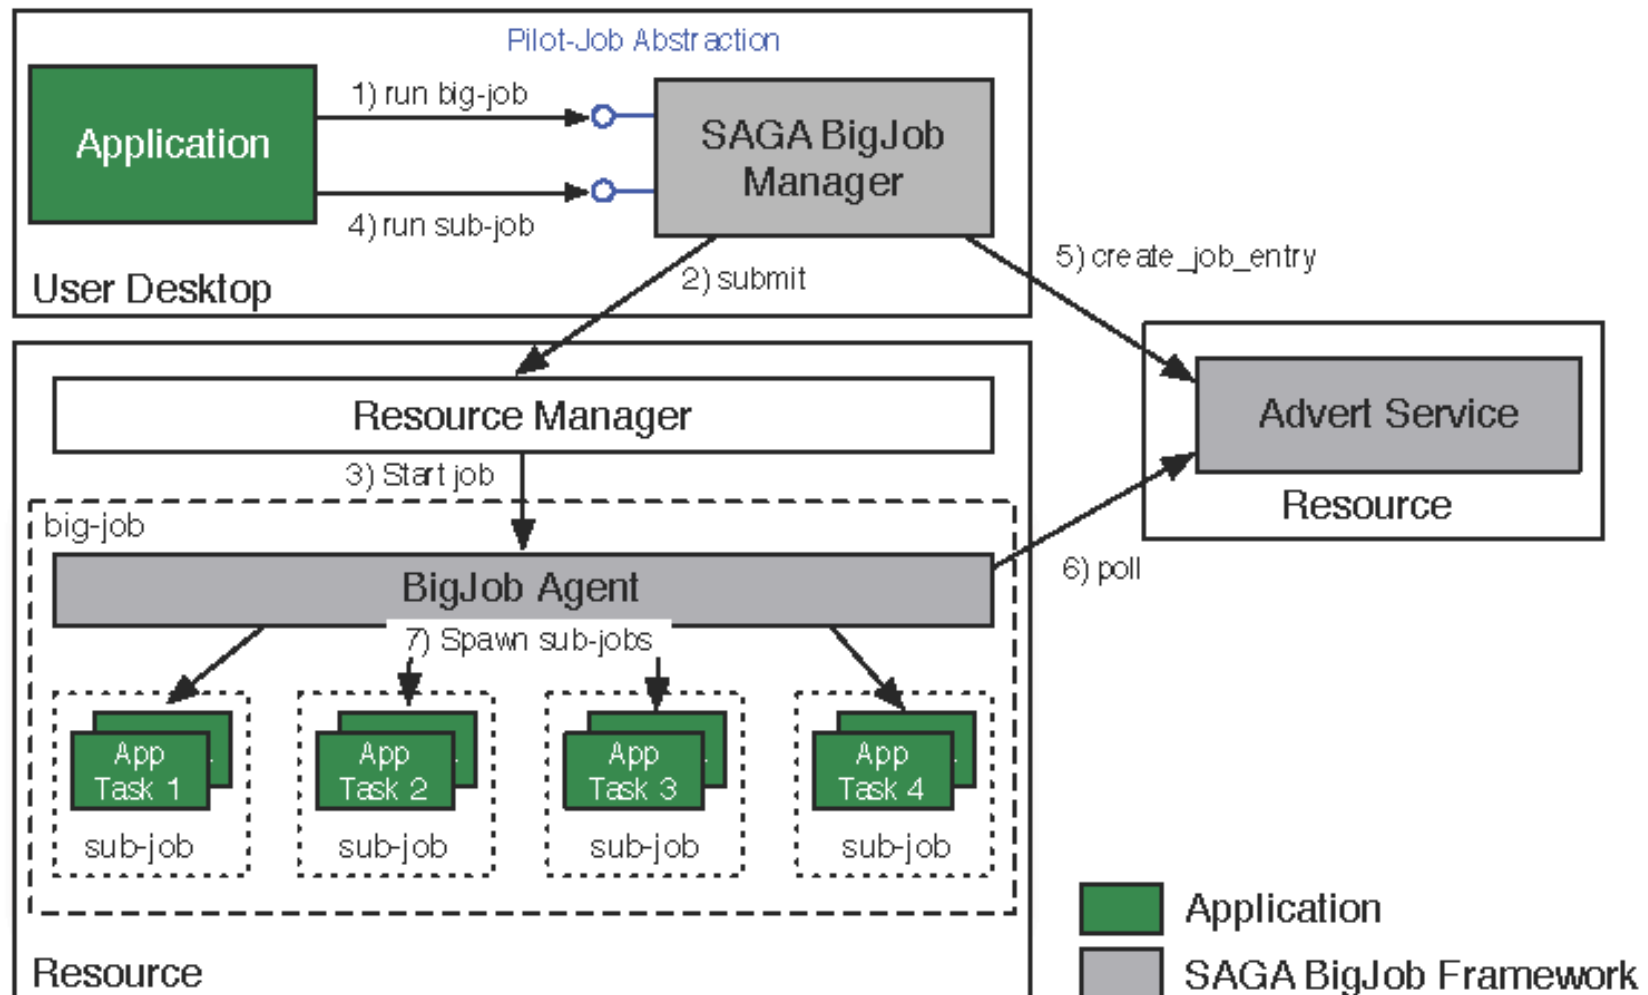 Pilot-Job Abstraction
1) run big-job
Application
SAGA BigJob
Manager
4) run sub-job
User Desktop
2) submit
5) create_job_entry
Resource Manager
Advert Service
Resource
3) Start job
big-job
BigJob Agent
6) poll
7) Spawn sub-jobs
App
Task 1
sub-job
App
Task 2
sub-job
App
Task 3
sub-job
App
Task 4
sub-job
Resource
Application
SAGA BigJob Framework